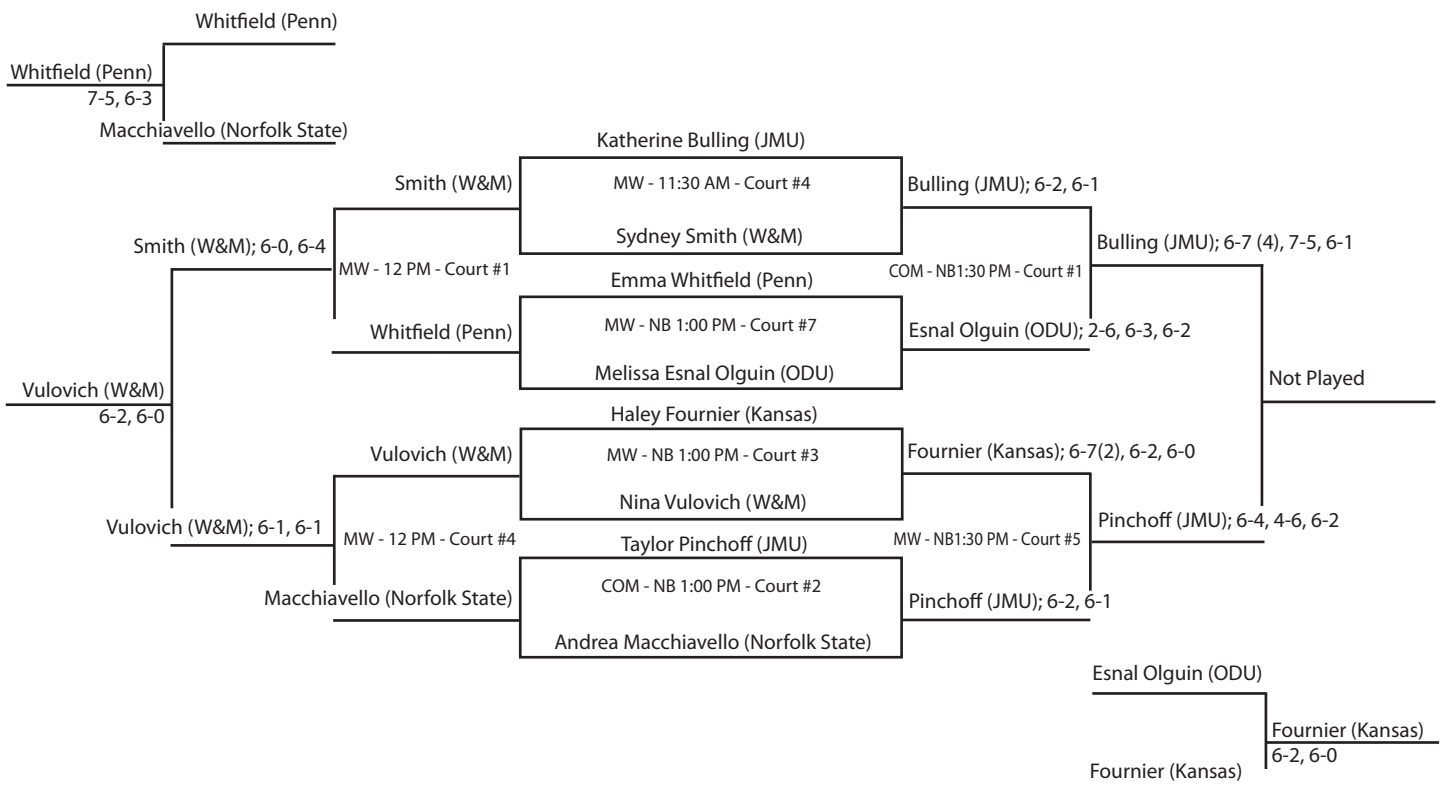 Whitfield (Penn)
Whitfield (Penn)
7-5, 6-3
Macchiavello (Norfolk State)
Katherine Bulling (JMU)
Smith (W&M)
MW - 11:30 AM - Court #4
Bulling (JMU); 6-2, 6-1
Sydney Smith (W&M)
Smith (W&M); 6-0, 6-4
Bulling (JMU); 6-7 (4), 7-5, 6-1
MW - 12 PM - Court #1
COM - NB1:30 PM - Court #1
Emma Whitfield (Penn)
Whitfield (Penn)
MW - NB 1:00 PM - Court #7
Esnal Olguin (ODU); 2-6, 6-3, 6-2
Melissa Esnal Olguin (ODU)
Vulovich (W&M)
6-2, 6-0
Not Played
Haley Fournier (Kansas)
Vulovich (W&M)
MW - NB 1:00 PM - Court #3
Fournier (Kansas); 6-7(2), 6-2, 6-0
Nina Vulovich (W&M)
Vulovich (W&M); 6-1, 6-1
Pinchoff (JMU); 6-4, 4-6, 6-2
MW - 12 PM - Court #4
MW - NB1:30 PM - Court #5
Taylor Pinchoff (JMU)
Macchiavello (Norfolk State)
COM - NB 1:00 PM - Court #2
Pinchoff (JMU); 6-2, 6-1
Andrea Macchiavello (Norfolk State)
Esnal Olguin (ODU)
Fournier (Kansas)
6-2, 6-0
Fournier (Kansas)